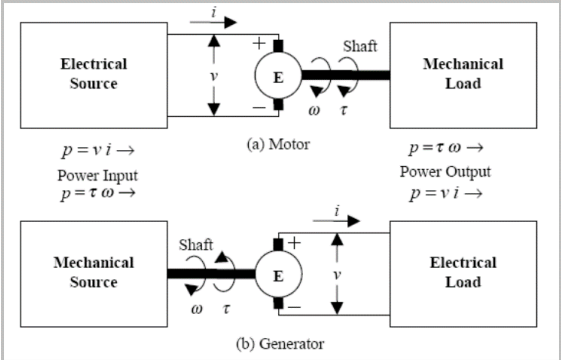 i
+
Shaft
Electrical
Source
v
E
Mechanical
Load
−
ω τ
(a) Motor
p = v i →
p = τ ω →
Power Input
Power Output
p = τ ω →
p = v i →
i
Shaft
+
Mechanical
Source
E
v
Electrical
Load
−
ω τ
(b) Generator